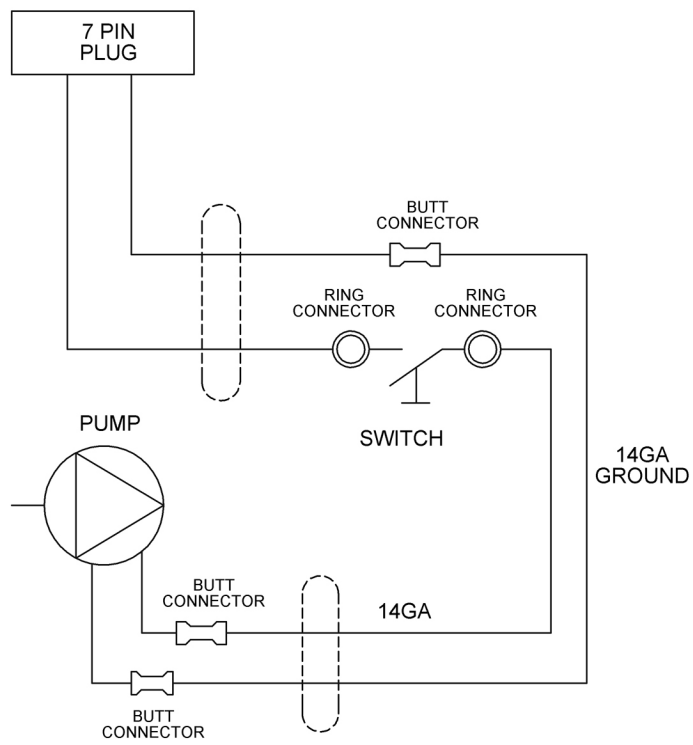 7 PIN
PLUG
BUTT
CONNECTOR
RING
CONNECTOR
RING
CONNECTOR
SWITCH
PUMP
14GA
GROUND
BUTT
CONNECTOR
14GA
BUTT
CONNECTOR